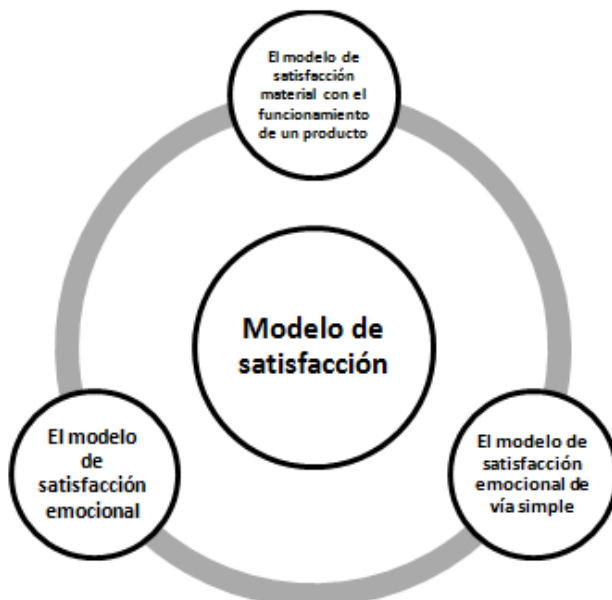 El modelo de
satisfacción
material con el
funcionamiento
de un producto
Modelo de
satisfacción
El modelo
de
satisfacción
emocional
El modelo de
satisfacción
emocional de
vía simple